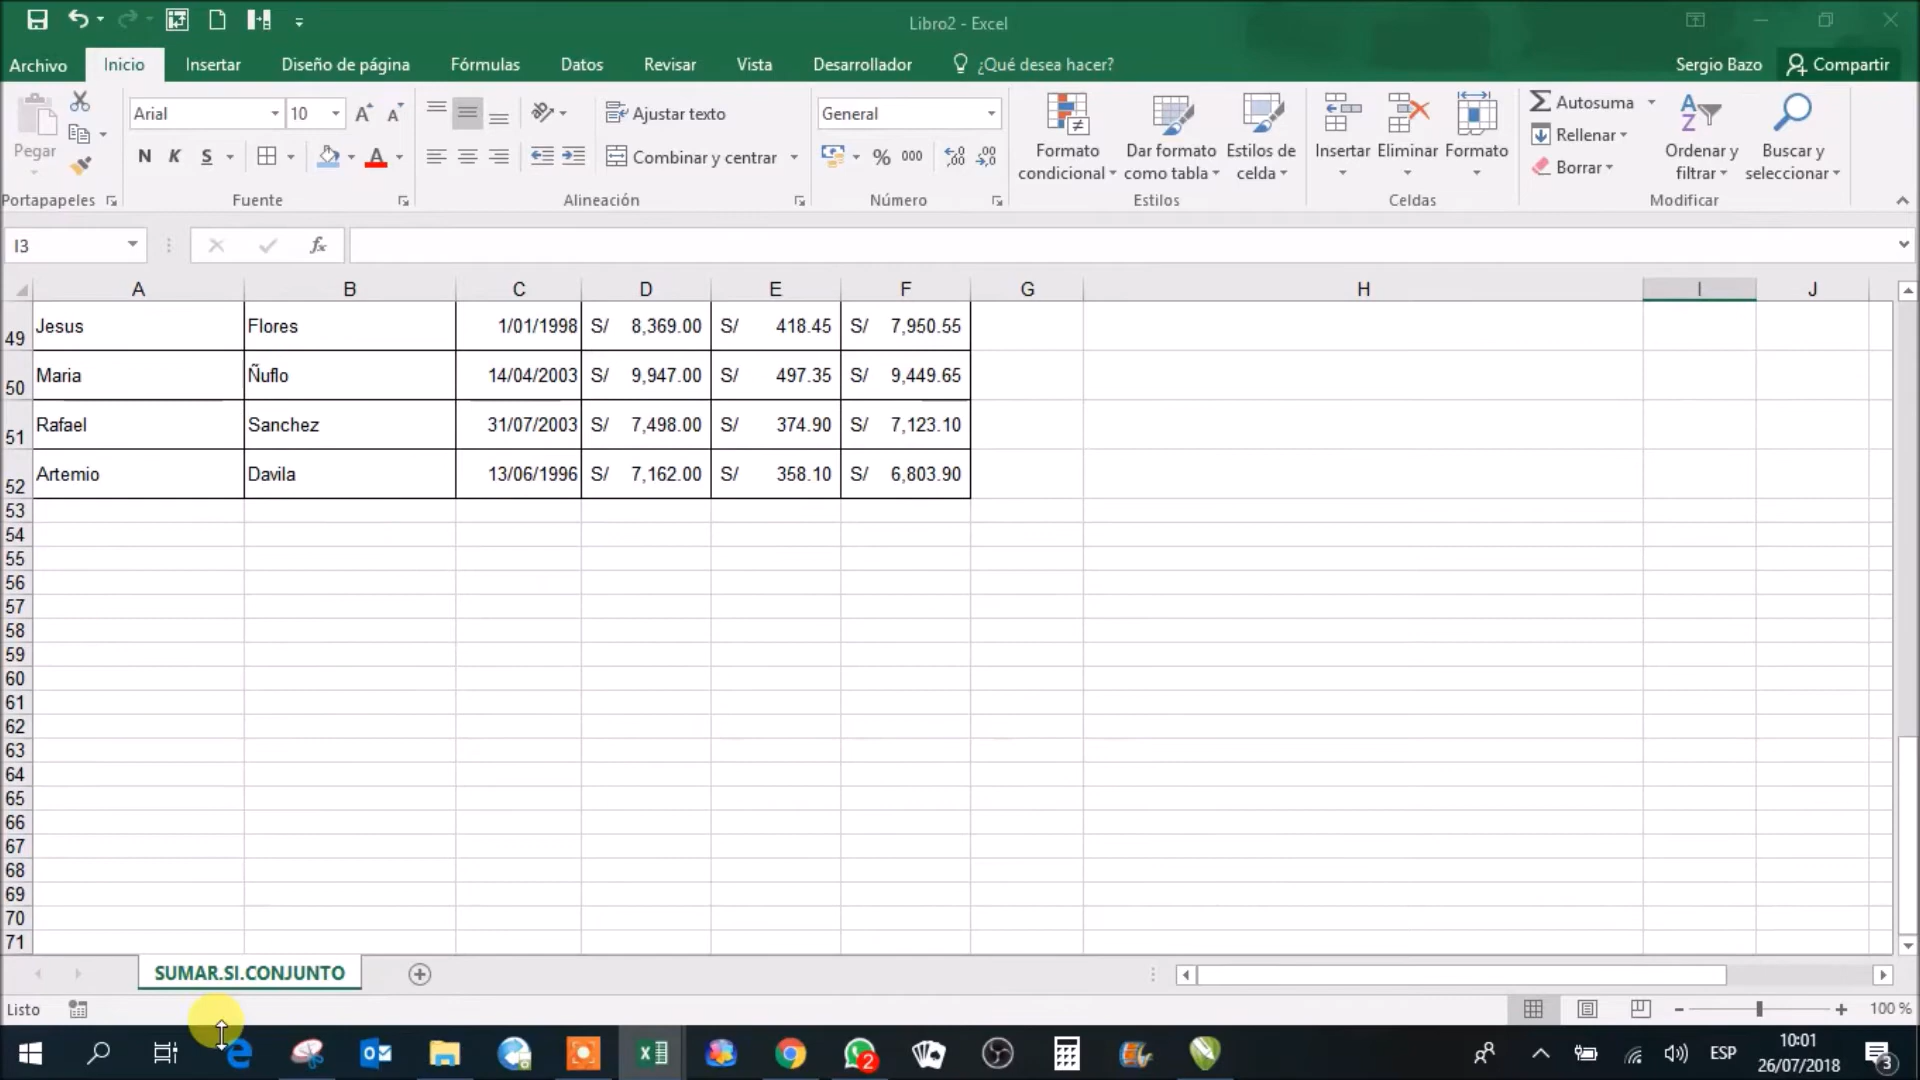 Libro2 - Excel
Archivo Inicio Insertar Diseño de página Fórmulas Datos Revisar Vista Desarrollador ¿Qué desea hacer? Sergio Bazo Compartir
Pegar
Portapapeles
Arial 10
N K S A
Fuente
Ajustar texto
Combinar y centrar
Alineación
General
% 000
Número
Formato condicional
Dar formato como tabla
Estilos de celda
Estilos
Insertar Eliminar Formato
Celdas
Autosuma
Rellenar
Borrar
Ordenar y filtrar
Buscar y seleccionar
Modificar
I3 fx
A B C D E F G H I J
49 Jesus Flores 1/01/1998 S/ 8,369.00 S/ 418.45 S/ 7,950.55
50 Maria Ñuflo 14/04/2003 S/ 9,947.00 S/ 497.35 S/ 9,449.65
51 Rafael Sanchez 31/07/2003 S/ 7,498.00 S/ 374.90 S/ 7,123.10
52 Artemio Davila 13/06/1996 S/ 7,162.00 S/ 358.10 S/ 6,803.90
53
54
55
56
57
58
59
60
61
62
63
64
65
66
67
68
69
70
71
SUMAR.SI.CONJUNTO
Listo 100 %
2 ESP 10:01
26/07/2018 3